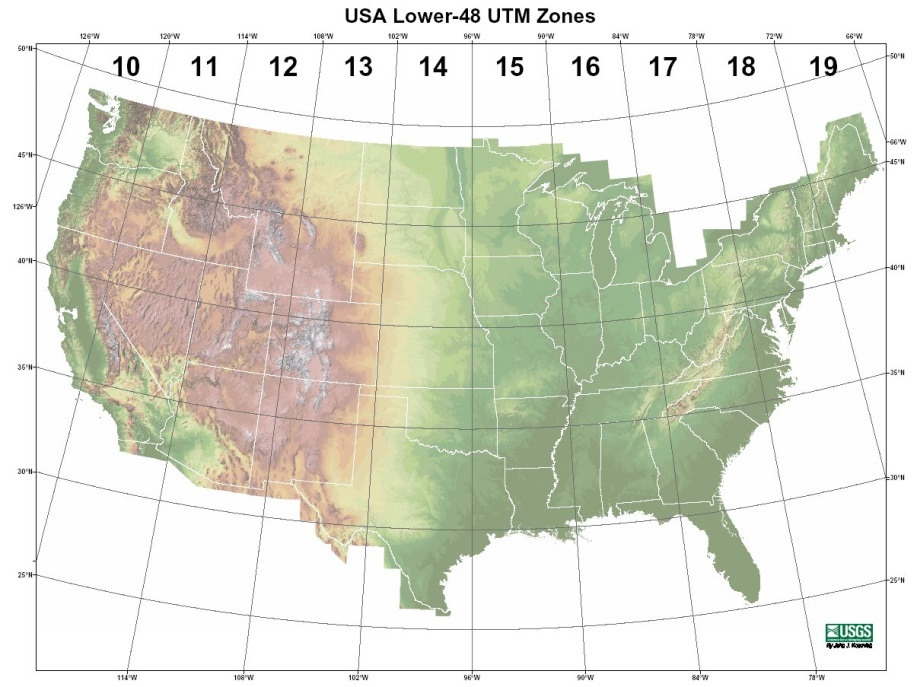 USA Lower-48 UTM Zones
126°W 120°W 114°W 108°W 102°W 96°W 90°W 84°W 78°W 72°W 66°W
50°N 50°N
10 11 12 13 14 15 16 17 18 19
66°W
45°N 45°N
126°W
40°N 40°N
35°N 35°N
30°N 30°N
25°N 25°N
USGS
114°W 108°W 102°W 96°W 90°W 84°W 78°W